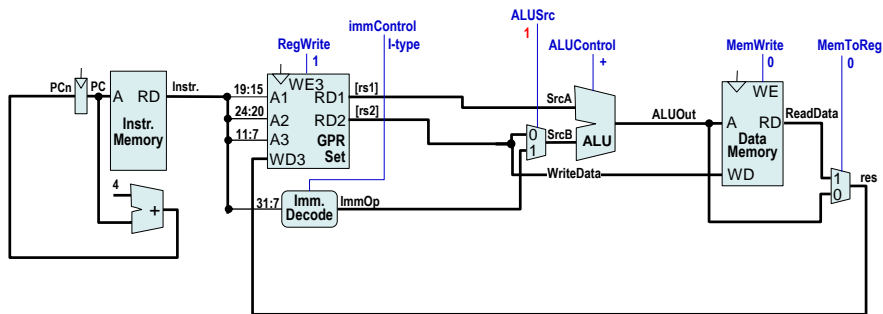 ALUSrc
1
immControl
I-type
RegWrite
1
ALUControl
+
MemWrite
0
MemToReg
0
PCn
PC
A RD
Instr.
Memory
Instr.
19:15
24:20
11:7
31:7
WE3
A1
A2
A3
WD3
RD1
RD2
GPR
Set
[rs1]
[rs2]
SrcA
0
1
SrcB
ALU
ALUOut
WriteData
WE
A RD
Data
Memory
WD
ReadData
1
0
res
4
+
Imm.
Decode
ImmOp